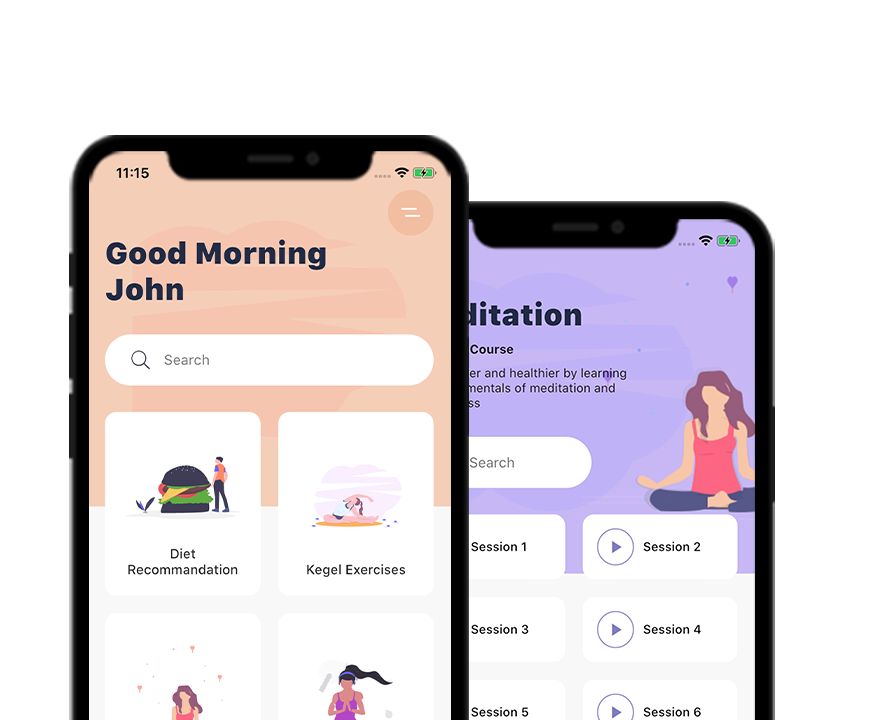 11:15
Good Morning
John
Search
Diet
Recommandation
Kegel Exercises
ditation
Course
er and healthier by learning
mentals of meditation and
ss
Search
Session 1
Session 2
Session 3
Session 4
Session 5
Session 6